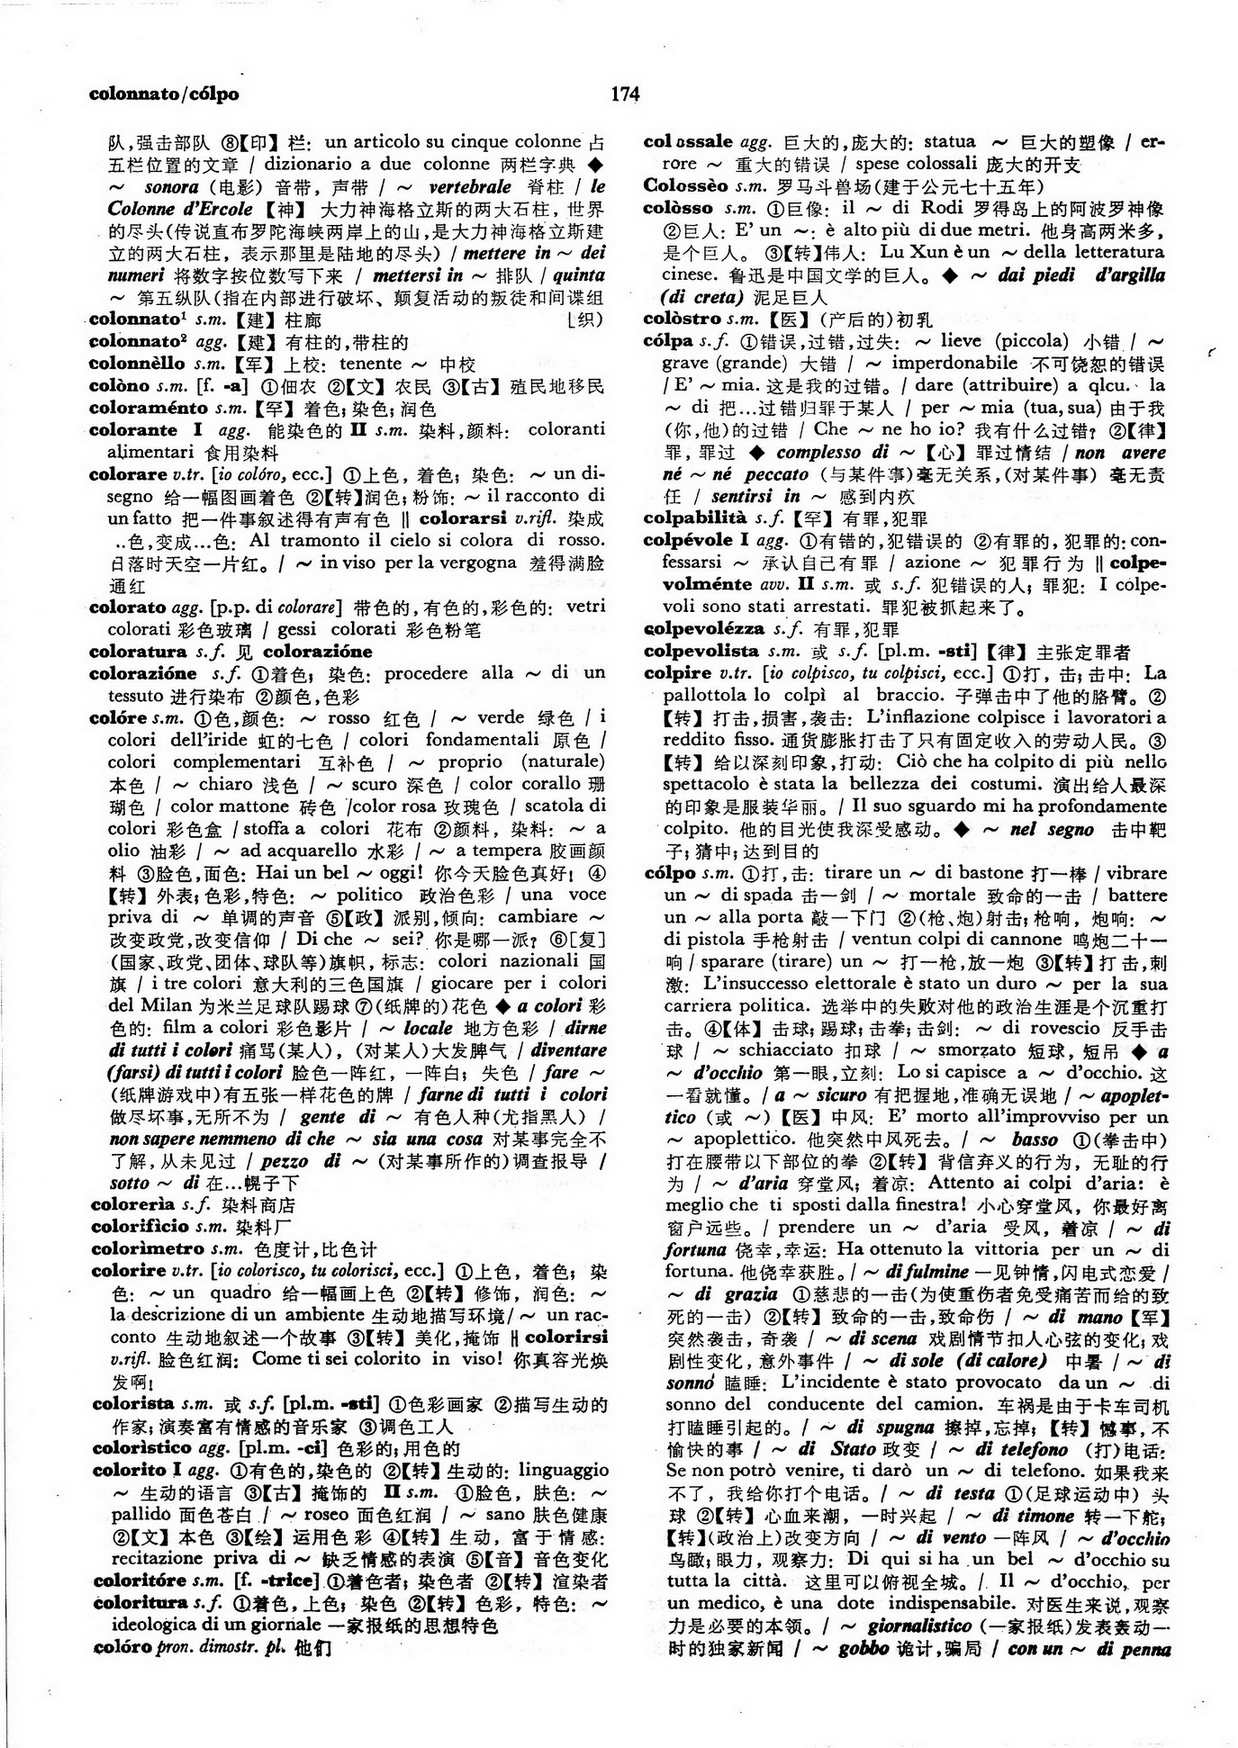 colonnato/cólpo
174
队,强击部队 ⑧【印】栏: un articolo su cinque colonne 占
五栏位置的文章 / dizionario a due colonne 两栏字典 ◆
～ sonora (电影) 音带, 声带 / ～ vertebrale 脊柱 / le
Colonne d'Ercole 【神】 大力神海格立斯的两大石柱, 世界
的尽头(传说直布罗陀海峡两岸上的山,是大力神海格立斯建
立的两大石柱, 表示那里是陆地的尽头) / mettere in ～ dei
numeri 将数字按位数写下来 / mettersi in ～ 排队 / quinta
～ 第五纵队(指在内部进行破坏、颠复活动的叛徒和间谍组
colonnato¹ s.m. 【建】柱廊 ⌊织)
colonnato² agg. 【建】有柱的,带柱的
colonnèllo s.m. 【军】上校: tenente ～ 中校
colòno s.m. [f. -a] ①佃农 ②【文】农民 ③【古】殖民地移民
coloraménto s.m. 【罕】着色; 染色; 润色
colorante I agg. 能染色的 II s.m. 染料,颜料: coloranti
alimentari 食用染料
colorare v.tr. [io colóro, ecc.] ①上色, 着色; 染色: ～ un di-
segno 给一幅图画着色 ②【转】润色; 粉饰: ～ il racconto di
un fatto 把一件事叙述得有声有色 ‖ colorarsi v.rifl. 染成
..色,变成…色: Al tramonto il cielo si colora di rosso.
日落时天空一片红。/ ～ in viso per la vergogna 羞得满脸
通红
colorato agg. [p.p. di colorare] 带色的,有色的,彩色的: vetri
colorati 彩色玻璃 / gessi colorati 彩色粉笔
coloratura s.f. 见 colorazióne
colorazióne s.f. ①着色; 染色: procedere alla ～ di un
tessuto 进行染布 ②颜色,色彩
colóre s.m. ①色,颜色: ～ rosso 红色 / ～ verde 绿色 / i
colori dell'iride 虹的七色 / colori fondamentali 原色 /
colori complementari 互补色 / ～ proprio (naturale)
本色 / ～ chiaro 浅色 / ～ scuro 深色 / color corallo 珊
瑚色 / color mattone 砖色 /color rosa 玫瑰色 / scatola di
colori 彩色盒 / stoffa a colori 花布 ②颜料, 染料: ～ a
olio 油彩 / ～ ad acquarello 水彩 / ～ a tempera 胶画颜
料 ③脸色,面色: Hai un bel ～ oggi! 你今天脸色真好! ④
【转】外表; 色彩,特色: ～ politico 政治色彩 / una voce
priva di ～ 单调的声音 ⑤【政】派别,倾向: cambiare ～
改变政党,改变信仰 / Di che ～ sei? 你是哪一派? ⑥[复]
(国家、政党、团体、球队等)旗帜, 标志: colori nazionali 国
旗 / i tre colori 意大利的三色国旗 / giocare per i colori
del Milan 为米兰足球队踢球 ⑦(纸牌的)花色 ◆ a colori 彩
色的: film a colori 彩色影片 / ～ locale 地方色彩 / dirne
di tutti i colori 痛骂(某人), (对某人)大发脾气 / diventare
(farsi) di tutti i colori 脸色一阵红, 一阵白; 失色 / fare ～
(纸牌游戏中)有五张一样花色的牌 / farne di tutti i colori
做尽坏事,无所不为 / gente di ～ 有色人种(尤指黑人) /
non sapere nemmeno di che ～ sia una cosa 对某事完全不
了解,从未见过 / pezzo di ～ (对某事所作的)调查报导 /
sotto ～ di 在…幌子下
colorerìa s.f. 染料商店
colorifìcio s.m. 染料厂
colorìmetro s.m. 色度计,比色计
colorire v.tr. [io colorisco, tu colorisci, ecc.] ①上色, 着色; 染
色: ～ un quadro 给一幅画上色 ②【转】修饰, 润色: ～
la descrizione di un ambiente 生动地描写环境/ ～ un rac-
conto 生动地叙述一个故事 ③【转】美化,掩饰 ‖ colorirsi
v.rifl. 脸色红润: Come ti sei colorito in viso! 你真容光焕
发啊!
colorista s.m. 或 s.f. [pl.m. -sti] ①色彩画家 ②描写生动的
作家; 演奏富有情感的音乐家 ③调色工人
colorìstico agg. [pl.m. -ci] 色彩的; 用色的
colorito I agg. ①有色的,染色的 ②【转】生动的: linguaggio
～ 生动的语言 ③【古】掩饰的 II s.m. ①脸色, 肤色: ～
pallido 面色苍白 / ～ roseo 面色红润 / ～ sano 肤色健康
②【文】本色 ③【绘】运用色彩 ④【转】生动, 富于情感:
recitazione priva di ～ 缺乏情感的表演 ⑤【音】音色变化
coloritóre s.m. [f. -trice] ①着色者; 染色者 ②【转】渲染者
coloritura s.f. ①着色,上色; 染色 ②【转】色彩, 特色: ～
ideologica di un giornale 一家报纸的思想特色
colóro pron. dimostr. pl. 他们
colossale agg. 巨大的,庞大的: statua ～ 巨大的塑像 / er-
rore ～ 重大的错误 / spese colossali 庞大的开支
Colossèo s.m. 罗马斗兽场(建于公元七十五年)
colòsso s.m. ①巨像: il ～ di Rodi 罗得岛上的阿波罗神像
②巨人: E' un ～: è alto più di due metri. 他身高两米多,
是个巨人。 ③【转】伟人: Lu Xun è un ～ della letteratura
cinese. 鲁迅是中国文学的巨人。◆ ～ dai piedi d'argilla
(di creta) 泥足巨人
colòstro s.m. 【医】(产后的)初乳
cólpa s.f. ①错误,过错,过失: ～ lieve (piccola) 小错 / ～
grave (grande) 大错 / ～ imperdonabile 不可饶恕的错误
/ E' ～ mia. 这是我的过错。/ dare (attribuire) a qlcu. la
～ di 把…过错归罪于某人 / per ～ mia (tua, sua) 由于我
(你,他)的过错 / Che ～ ne ho io? 我有什么过错? ②【律】
罪, 罪过 ◆ complesso di ～ 【心】罪过情结 / non avere
né ～ né peccato (与某件事)毫无关系,(对某件事) 毫无责
任 / sentirsi in ～ 感到内疚
colpabilità s.f. 【罕】有罪,犯罪
colpévole I agg. ①有错的,犯错误的 ②有罪的, 犯罪的: con-
fessarsi ～ 承认自己有罪 / azione ～ 犯罪行为 ‖ colpe-
volménte avv. II s.m. 或 s.f. 犯错误的人; 罪犯: I colpe-
voli sono stati arrestati. 罪犯被抓起来了。
colpevolézza s.f. 有罪,犯罪
colpevolista s.m. 或 s.f. [pl.m. -sti] 【律】主张定罪者
colpire v.tr. [io colpisco, tu colpisci, ecc.] ①打, 击; 击中: La
pallottola lo colpì al braccio. 子弹击中了他的胳臂。②
【转】打击,损害,袭击: L'inflazione colpisce i lavoratori a
reddito fisso. 通货膨胀打击了只有固定收入的劳动人民。③
【转】给以深刻印象,打动: Ciò che ha colpito di più nello
spettacolo è stata la bellezza dei costumi. 演出给人最深
的印象是服装华丽。/ Il suo sguardo mi ha profondamente
colpito. 他的目光使我深受感动。◆ ～ nel segno 击中靶
子; 猜中; 达到目的
cólpo s.m. ①打,击: tirare un ～ di bastone 打一棒 / vibrare
un ～ di spada 击一剑 / ～ mortale 致命的一击 / battere
un ～ alla porta 敲一下门 ②(枪、炮)射击; 枪响, 炮响: ～
di pistola 手枪射击 / ventun colpi di cannone 鸣炮二十一
响 / sparare (tirare) un ～ 打一枪,放一炮 ③【转】打击,刺
激: L'insuccesso elettorale è stato un duro ～ per la sua
carriera politica. 选举中的失败对他的政治生涯是个沉重打
击。④【体】击球; 踢球; 击拳; 击剑: ～ di rovescio 反手击
球 / ～ schiacciato 扣球 / ～ smorzato 短球, 短吊 ◆ a
～ d'occhio 第一眼,立刻: Lo si capisce a ～ d'occhio. 这
一看就懂。/ a ～ sicuro 有把握地,准确无误地 / ～ apoplet-
tico (或 ～)【医】中风: E' morto all'improvviso per un
～ apoplettico. 他突然中风死去。/ ～ basso ①(拳击中)
打在腰带以下部位的拳 ②【转】背信弃义的行为, 无耻的行
为 / ～ d'aria 穿堂风; 着凉: Attento ai colpi d'aria: è
meglio che ti sposti dalla finestra! 小心穿堂风, 你最好离
窗户远些。/ prendere un ～ d'aria 受风, 着凉 / ～ di
fortuna 侥幸,幸运: Ha ottenuto la vittoria per un ～ di
fortuna. 他侥幸获胜。/ ～ di fulmine 一见钟情,闪电式恋爱 /
～ di grazia ①慈悲的一击(为使重伤者免受痛苦而给的致
死的一击) ②【转】致命的一击,致命伤 / ～ di mano 【军】
突然袭击, 奇袭 / ～ di scena 戏剧情节扣人心弦的变化; 戏
剧性变化, 意外事件 / ～ di sole (di calore) 中暑 / ～ di
sonno 瞌睡: L'incidente è stato provocato da un ～ di
sonno del conducente del camion. 车祸是由于卡车司机
打瞌睡引起的。/ ～ di spugna 擦掉,忘掉; 【转】憾事, 不
愉快的事 / ～ di Stato 政变 / ～ di telefono (打)电话:
Se non potrò venire, ti darò un ～ di telefono. 如果我来
不了, 我给你打个电话。/ ～ di testa ①(足球运动中) 头
球 ②【转】心血来潮, 一时兴起 / ～ di timone 转一下舵;
【转】(政治上)改变方向 / ～ di vento 一阵风 / ～ d'occhio
鸟瞰; 眼力, 观察力: Di qui si ha un bel ～ d'occhio su
tutta la città. 这里可以俯视全城。/ Il ～ d'occhio, per
un medico, è una dote indispensabile. 对医生来说,观察
力是必要的本领。/ ～ giornalistico (一家报纸)发表轰动一
时的独家新闻 / ～ gobbo 诡计,骗局 / con un ～ di penna